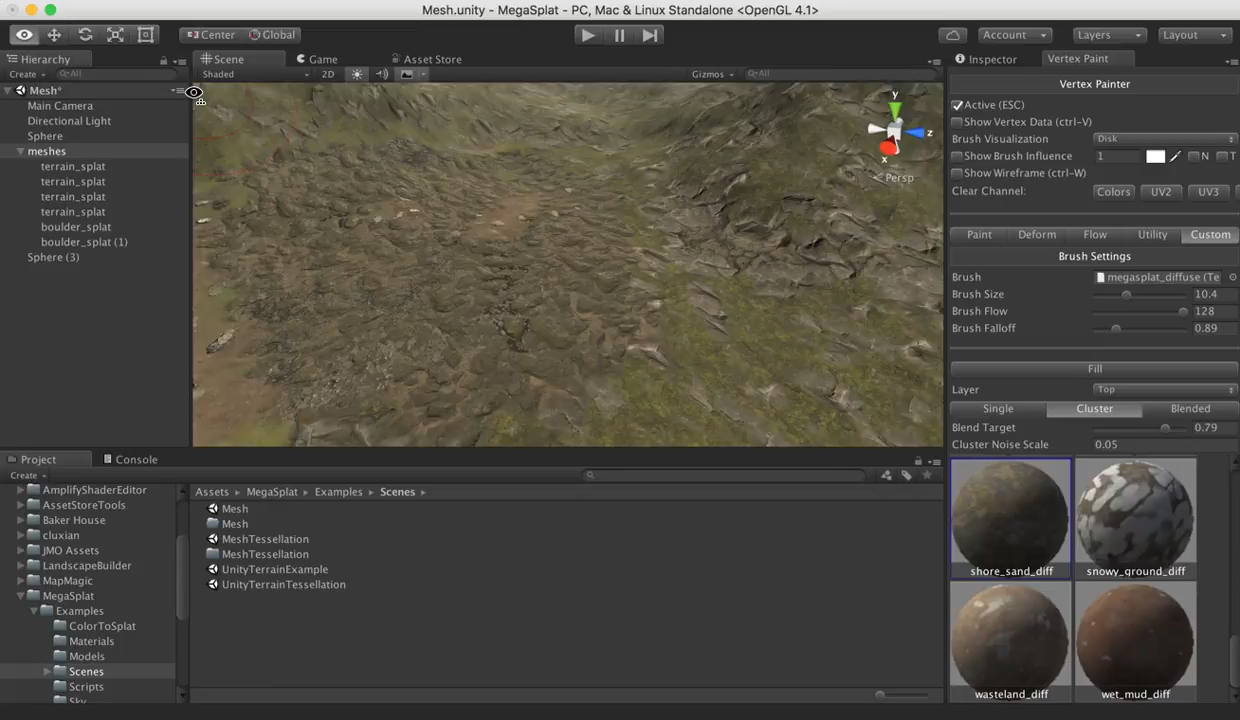 Mesh.unity - MegaSplat - PC, Mac & Linux Standalone <OpenGL 4.1>
Center Global Account Layers Layout
Hierarchy Scene Game Asset Store Inspector Vertex Paint
Create All Shaded 2D Gizmos All
Vertex Painter
Mesh*
Main Camera
Directional Light
Sphere
meshes
terrain_splat
terrain_splat
terrain_splat
terrain_splat
boulder_splat
boulder_splat (1)
Sphere (3)
y
z
x
Persp
Active (ESC)
Show Vertex Data (ctrl-V)
Brush Visualization Disk
Show Brush Influence 1 N T
Show Wireframe (ctrl-W)
Clear Channel: Colors UV2 UV3
Paint Deform Flow Utility Custom
Brush Settings
Brush megasplat_diffuse (Te
Brush Size 10.4
Brush Flow 128
Brush Falloff 0.89
Fill
Layer Top
Single Cluster Blended
Blend Target 0.79
Cluster Noise Scale 0.05
shore_sand_diff snowy_ground_diff
wasteland_diff wet_mud_diff
Project Console
Create
AmplifyShaderEditor
AssetStoreTools
Baker House
cluxian
JMO Assets
LandscapeBuilder
MapMagic
MegaSplat
Examples
ColorToSplat
Materials
Models
Scenes
Scripts
Sky
Assets MegaSplat Examples Scenes
Mesh
Mesh
MeshTessellation
MeshTessellation
UnityTerrainExample
UnityTerrainTessellation